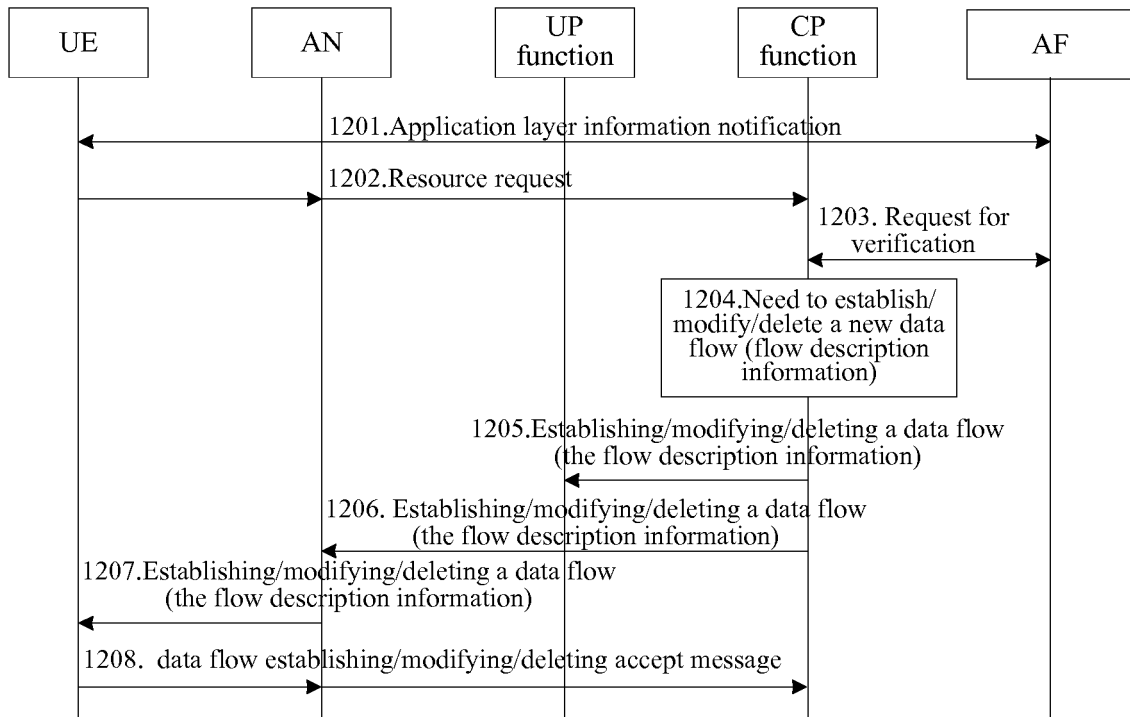 UE
AN
UP
function
CP
function
AF
1201.Application layer information notification
1202.Resource request
1203. Request for
verification
1204.Need to establish/
modify/delete a new data
flow (flow description
information)
1205.Establishing/modifying/deleting a data flow
(the flow description information)
1206. Establishing/modifying/deleting a data flow
(the flow description information)
1207.Establishing/modifying/deleting a data flow
(the flow description information)
1208. data flow establishing/modifying/deleting accept message